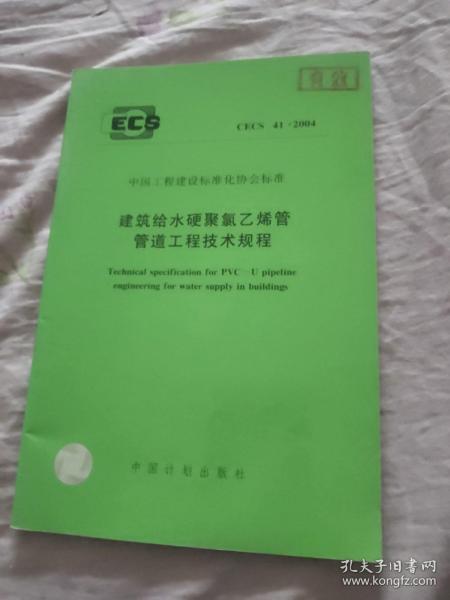 有效
ECS
CECS 41:2004
中国工程建设标准化协会标准
建筑给水硬聚氯乙烯管
管道工程技术规程
Technical specification for PVC-U pipeline
engineering for water supply in buildings
中国计划出版社
孔夫子旧书网
www.kongfz.com